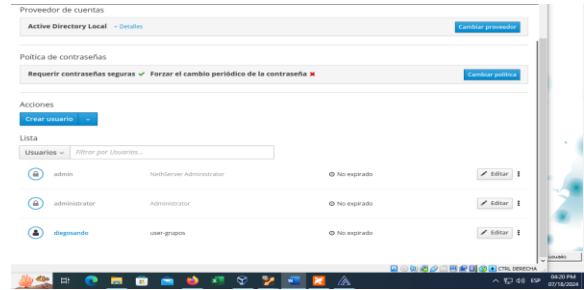 Proveedor de cuentas
Active Directory Local Detalles Cambiar proveedor
Política de contraseñas
Requerir contraseñas seguras ✔ Forzar el cambio periódico de la contraseña ✖ Cambiar política
Acciones
Crear usuario
Lista
Usuarios Filtrar por Usuarios...
admin NethServer Administrator No expirado Editar
administrator Administrator No expirado Editar
diegosando user-grupos No expirado Editar
CTRL DERECHA
ESP 04:20 PM
07/18/2024